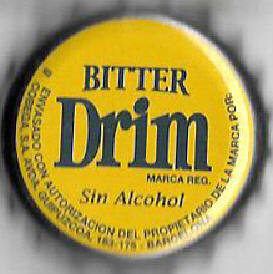 BITTER
Drim
MARCA REG.
Sin Alcohol
ENVASADO CON AUTORIZACION DEL PROPIETARIO DE LA MARCA POR:
COBEGA, S.A. AVDA. GUIPUZCOA, 163-175 - BARCELONA